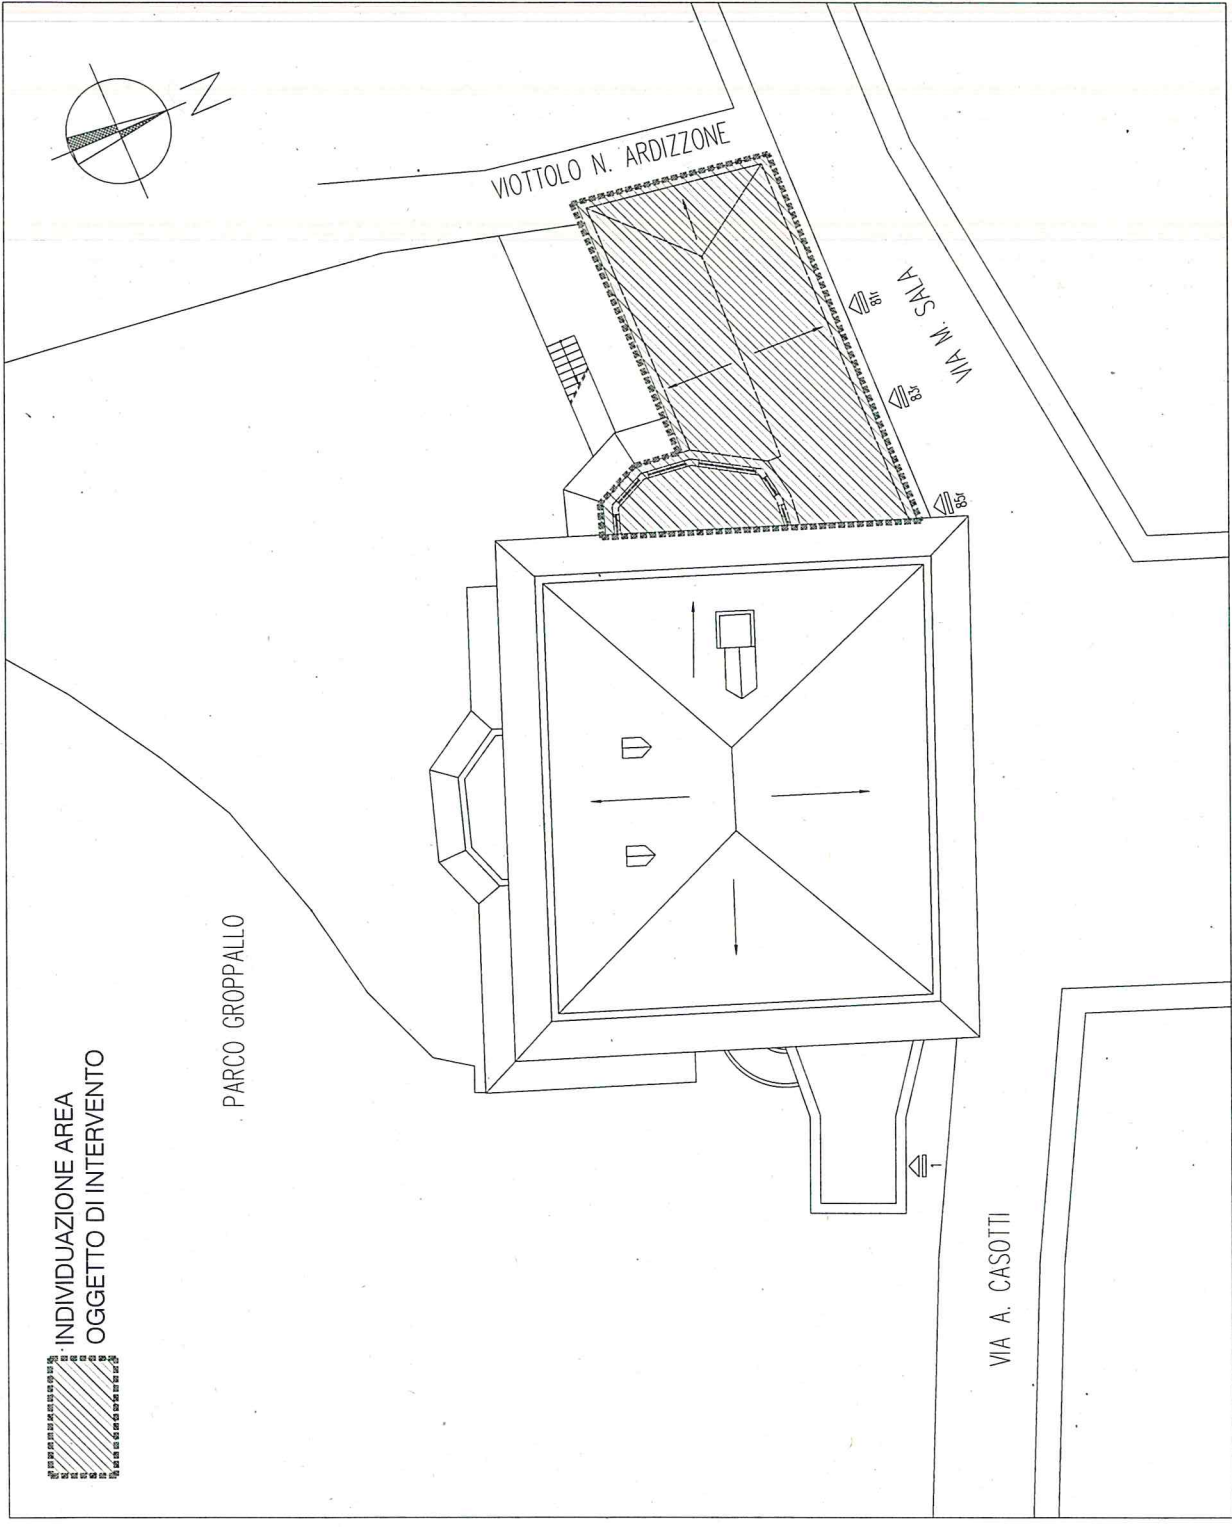 INDIVIDUAZIONE AREA
OGGETTO DI INTERVENTO
PARCO GROPPALLO
VIA A. CASOTTI
1
85r
83r
81r
VIA M. SALA
VIOTTOLO N. ARDIZZONE
N